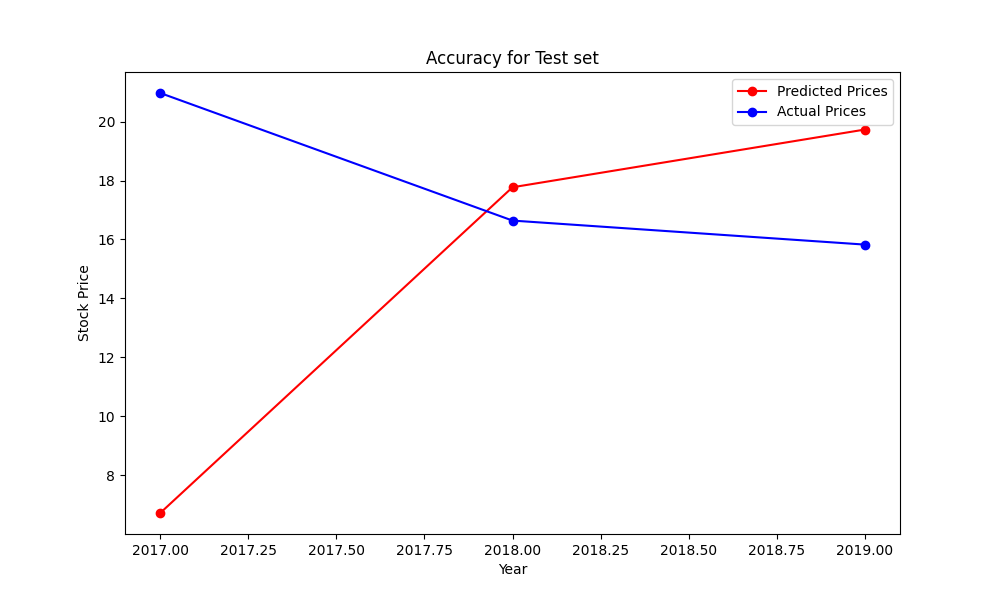 Accuracy for Test set
Predicted Prices
Actual Prices
Stock Price
20
18
16
14
12
10
8
2017.00 2017.25 2017.50 2017.75 2018.00 2018.25 2018.50 2018.75 2019.00
Year